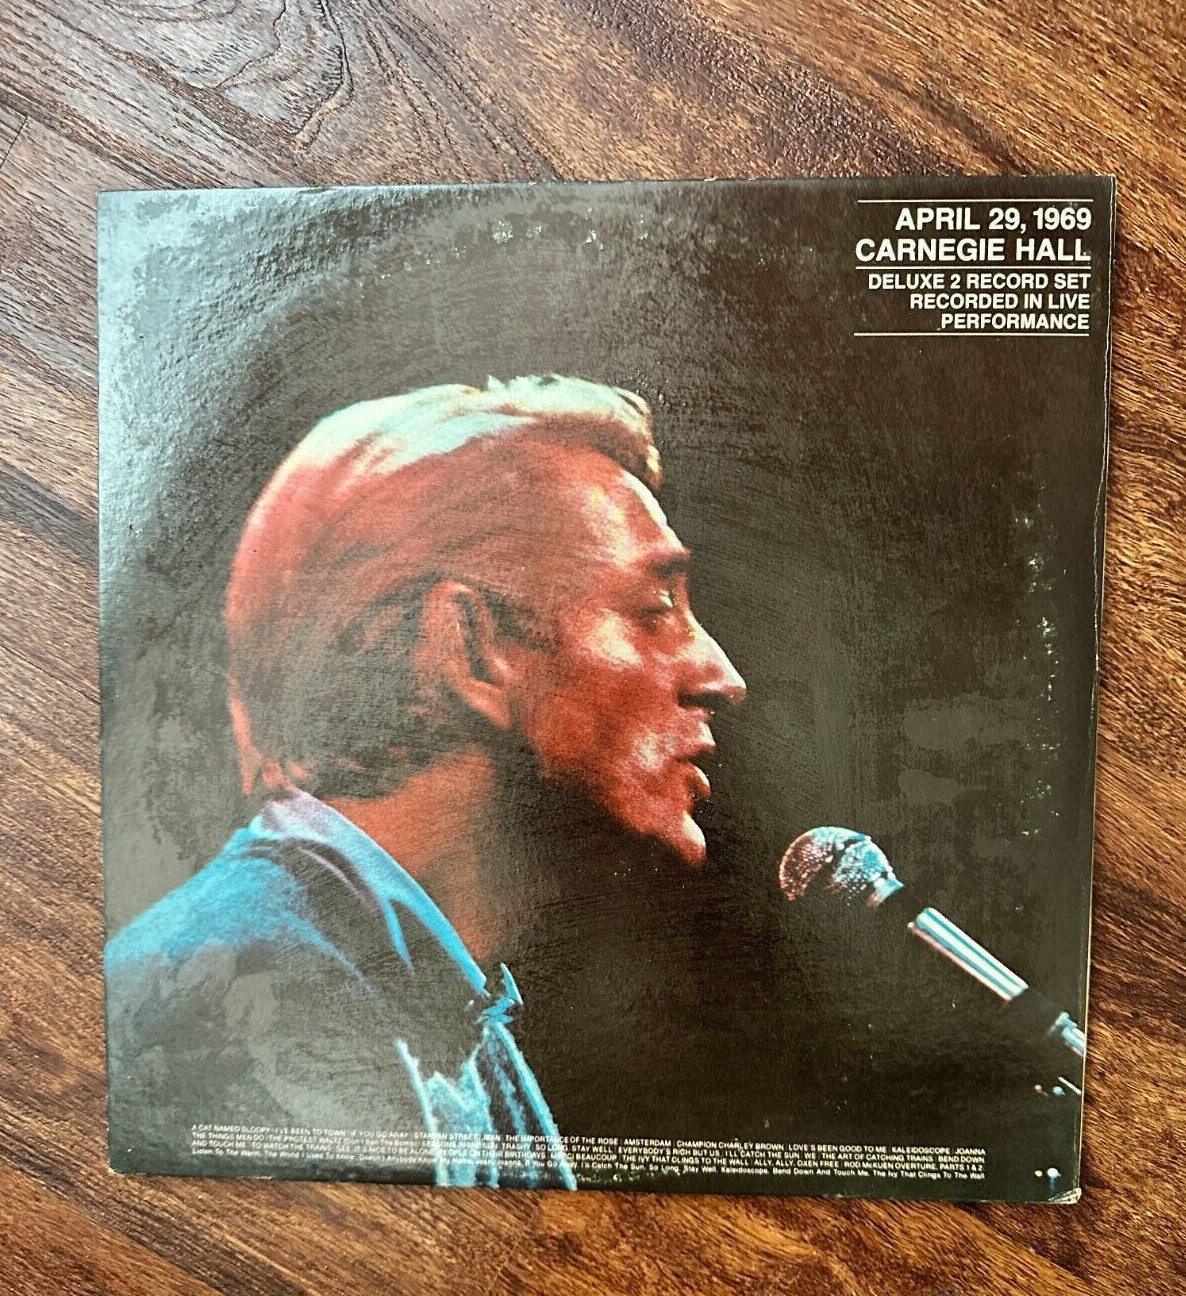 APRIL 29, 1969
CARNEGIE HALL
DELUXE 2 RECORD SET
RECORDED IN LIVE
PERFORMANCE
A CAT NAMED SLOOPY I'VE BEEN TO TOWN IF YOU GO AWAY STANYAN STREET JEAN THE IMPORTANCE OF THE ROSE AMSTERDAM CHAMPION CHARLEY BROWN LOVE'S BEEN GOOD TO ME KALEIDOSCOPE JOANNA
THE THINGS MEN DO THE PROTEST WALTZ (Don't Ban The Bomb) TRASHY SO LONG, STAY WELL EVERYBODY'S RICH BUT US I'LL CATCH THE SUN WE THE ART OF CATCHING TRAINS BEND DOWN
AND TOUCH ME TO WATCH THE TRAINS IT'S NICE TO BE ALONE PEOPLE ON THEIR BIRTHDAYS MERCI BEAUCOUP THE IVY THAT CLINGS TO THE WALL ALLY, ALLY, OXEN FREE ROD McKUEN OVERTURE, PARTS 1 & 2:
Listen To The Warm, The World I Used To Know, Doesn't Anybody Know My Name, Jean, Joanna, If You Go Away, I'll Catch The Sun, So Long, Stay Well, Kaleidoscope, Bend Down And Touch Me, The Ivy That Clings To The Wall